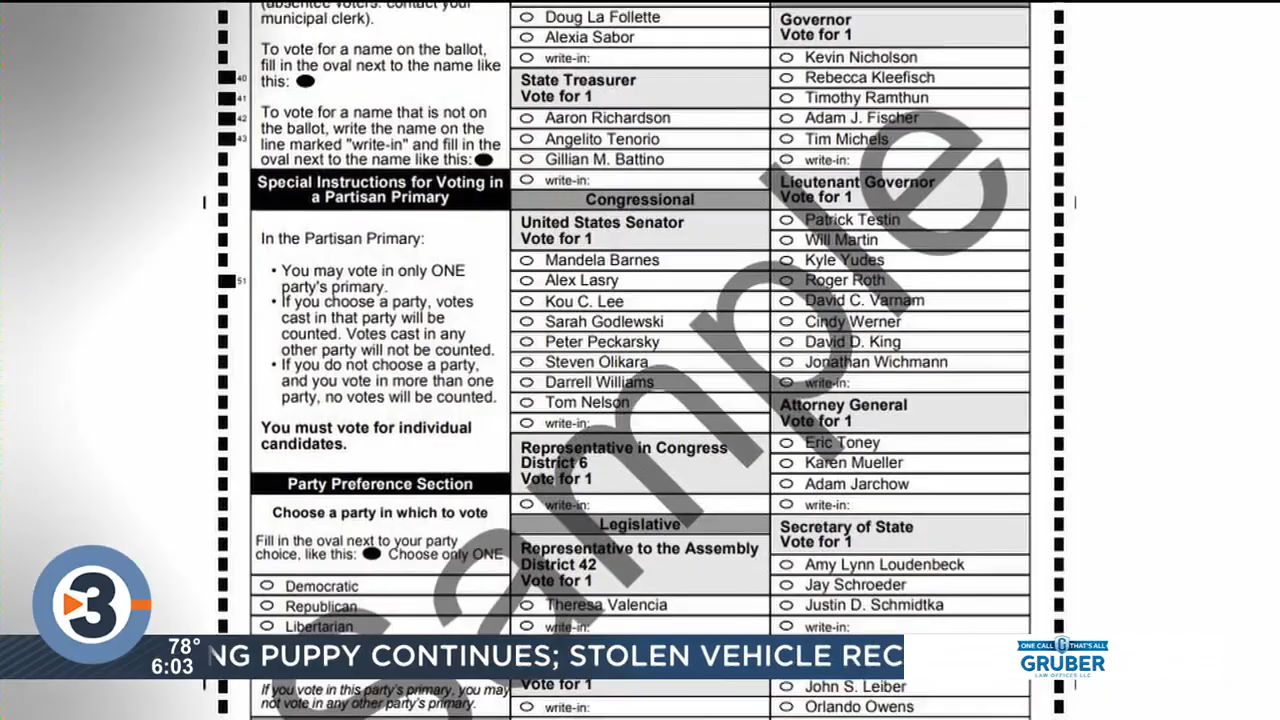 (absentee voters: contact your
municipal clerk).
To vote for a name on the ballot,
fill in the oval next to the name like
this:
To vote for a name that is not on
the ballot, write the name on the
line marked "write-in" and fill in the
oval next to the name like this:
40
41
42
43
51
Special Instructions for Voting in
a Partisan Primary
In the Partisan Primary:
• You may vote in only ONE
party's primary.
• If you choose a party, votes
cast in that party will be
counted. Votes cast in any
other party will not be counted.
• If you do not choose a party,
and you vote in more than one
party, no votes will be counted.
You must vote for individual
candidates.
Party Preference Section
Choose a party in which to vote
Fill in the oval next to your party
choice, like this: Choose only ONE
Democratic
Republican
Libertarian
If you vote in this party's primary, you may
not vote in any other party's primary.
Doug La Follette
Alexia Sabor
write-in:
State Treasurer
Vote for 1
Aaron Richardson
Angelito Tenorio
Gillian M. Battino
write-in:
Congressional
United States Senator
Vote for 1
Mandela Barnes
Alex Lasry
Kou C. Lee
Sarah Godlewski
Peter Peckarsky
Steven Olikara
Darrell Williams
Tom Nelson
write-in:
Representative in Congress
District 6
Vote for 1
write-in:
Legislative
Representative to the Assembly
District 42
Vote for 1
Theresa Valencia
write-in:
Vote for 1
write-in:
Governor
Vote for 1
Kevin Nicholson
Rebecca Kleefisch
Timothy Ramthun
Adam J. Fischer
Tim Michels
write-in:
Lieutenant Governor
Vote for 1
Patrick Testin
Will Martin
Kyle Yudes
Roger Roth
David C. Varnam
Cindy Werner
David D. King
Jonathan Wichmann
write-in:
Attorney General
Vote for 1
Eric Toney
Karen Mueller
Adam Jarchow
write-in:
Secretary of State
Vote for 1
Amy Lynn Loudenbeck
Jay Schroeder
Justin D. Schmidtka
write-in:
John S. Leiber
Orlando Owens
Sample
3
78°
6:03
NG PUPPY CONTINUES; STOLEN VEHICLE REC
ONE CALL THAT'S ALL
GRUBER
LAW OFFICES LLC